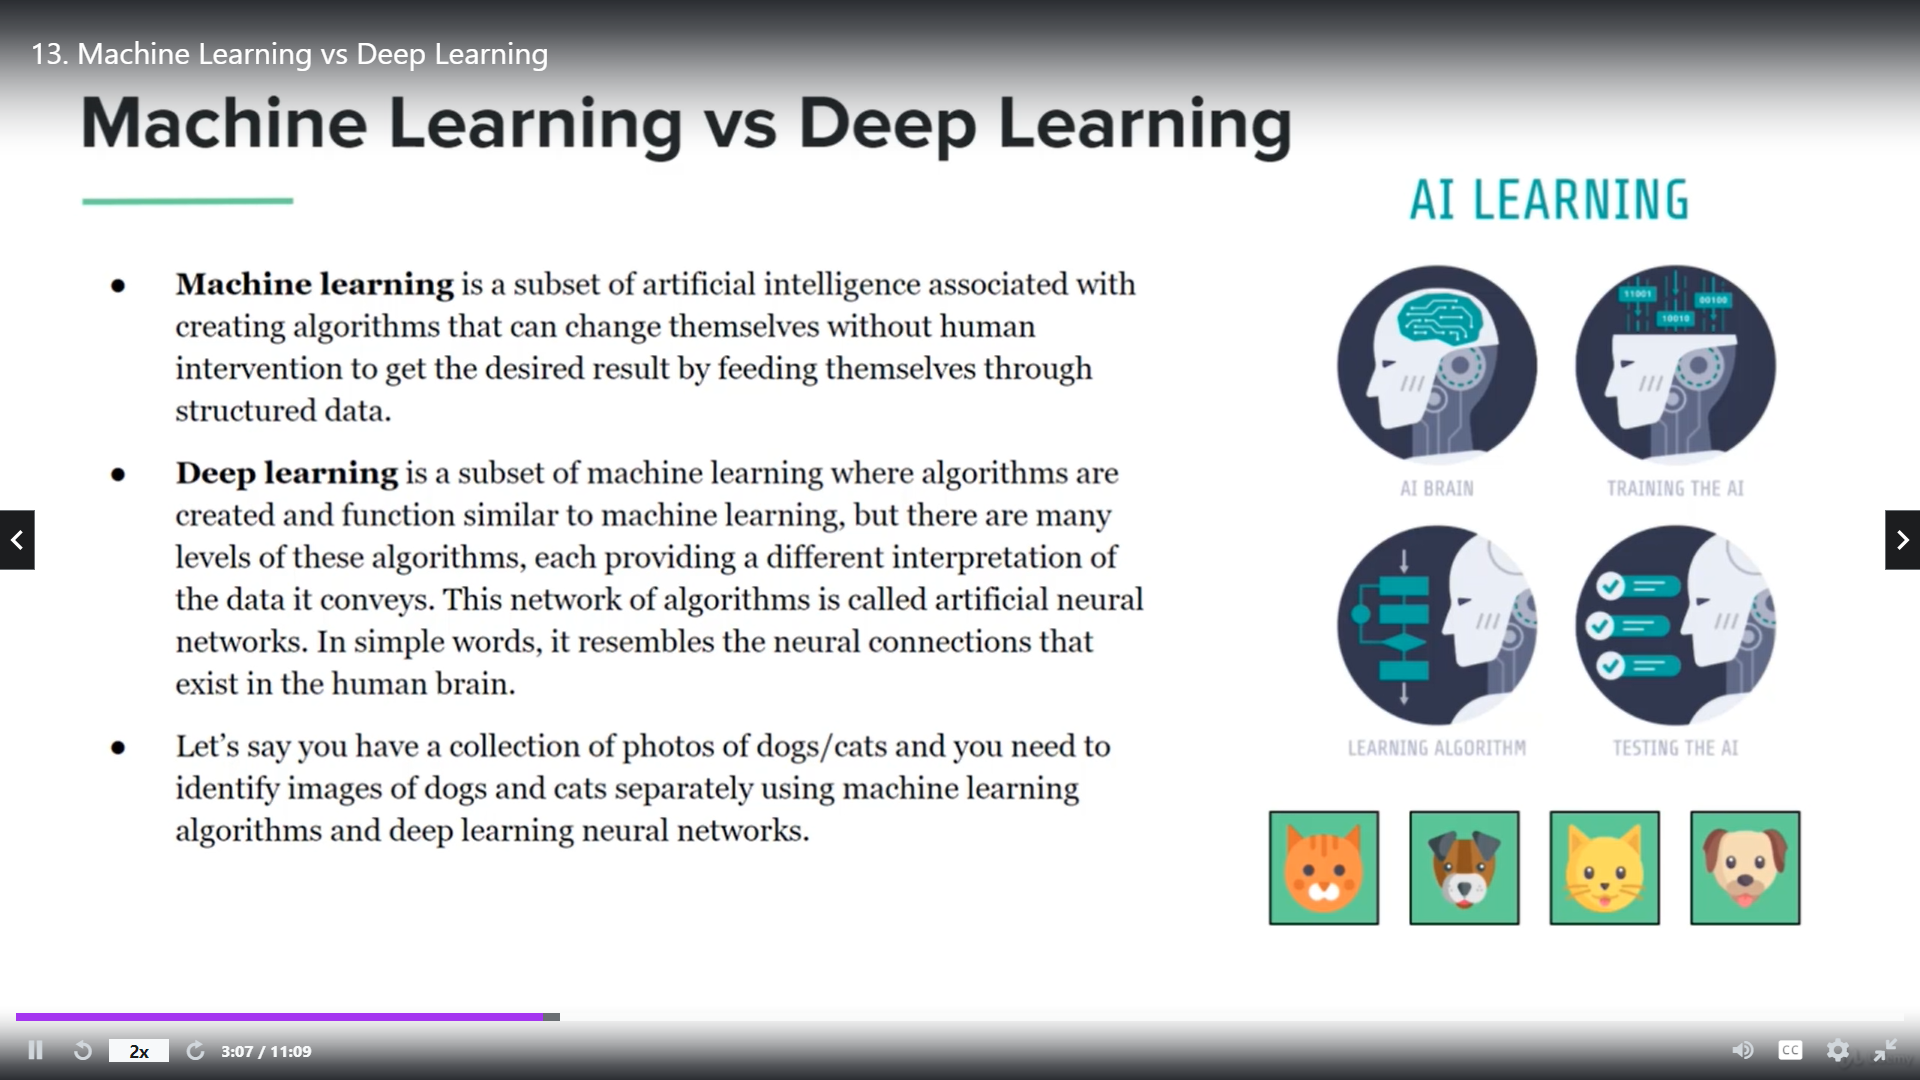 13. Machine Learning vs Deep Learning
Machine Learning vs Deep Learning
AI LEARNING
● Machine learning is a subset of artificial intelligence associated with
creating algorithms that can change themselves without human
intervention to get the desired result by feeding themselves through
structured data.
● Deep learning is a subset of machine learning where algorithms are
created and function similar to machine learning, but there are many
levels of these algorithms, each providing a different interpretation of
the data it conveys. This network of algorithms is called artificial neural
networks. In simple words, it resembles the neural connections that
exist in the human brain.
● Let’s say you have a collection of photos of dogs/cats and you need to
identify images of dogs and cats separately using machine learning
algorithms and deep learning neural networks.
11001
00100
10010
AI BRAIN
TRAINING THE AI
LEARNING ALGORITHM
TESTING THE AI
2x
3:07 / 11:09
CC